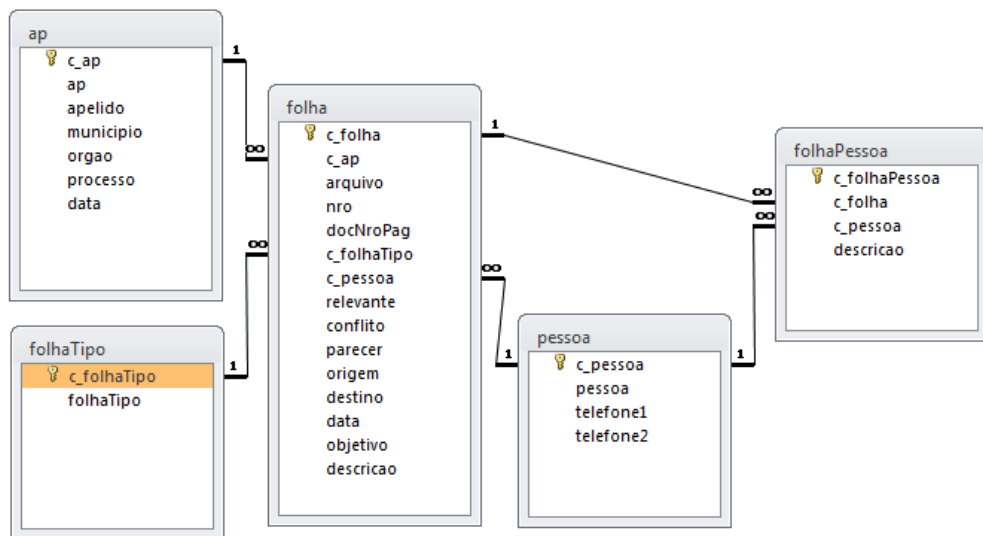 ap
c_ap
ap
apelido
municipio
orgao
processo
data
1
∞
folhaTipo
c_folhaTipo
folhaTipo
1
∞
folha
c_folha
c_ap
arquivo
nro
docNroPag
c_folhaTipo
c_pessoa
relevante
conflito
parecer
origem
destino
data
objetivo
descricao
1
∞
∞
1
pessoa
c_pessoa
pessoa
telefone1
telefone2
1
∞
folhaPessoa
c_folhaPessoa
c_folha
c_pessoa
descricao